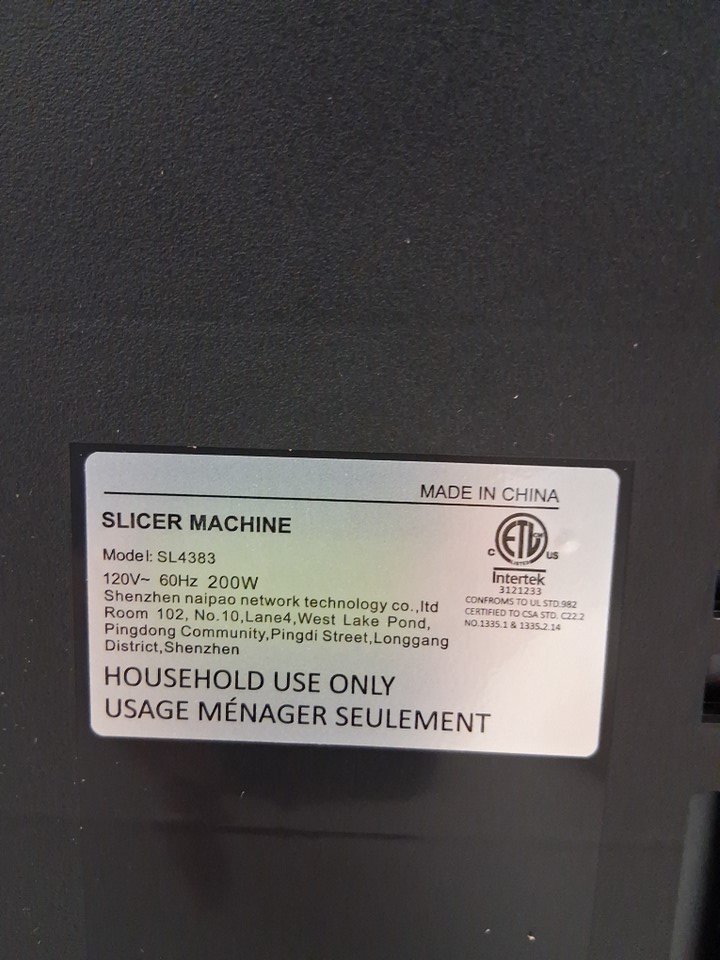 MADE IN CHINA
SLICER MACHINE
Model: SL4383
120V~ 60Hz 200W
Shenzhen naipao network technology co.,ltd
Room 102, No.10,Lane4,West Lake Pond,
Pingdong Community,Pingdi Street,Longgang
District,Shenzhen
HOUSEHOLD USE ONLY
USAGE MÉNAGER SEULEMENT
ETL CM
LISTED
C US
Intertek
3121233
CONFROMS TO UL STD.982
CERTIFIED TO CSA STD. C22.2
NO.1335.1 & 1335.2.14